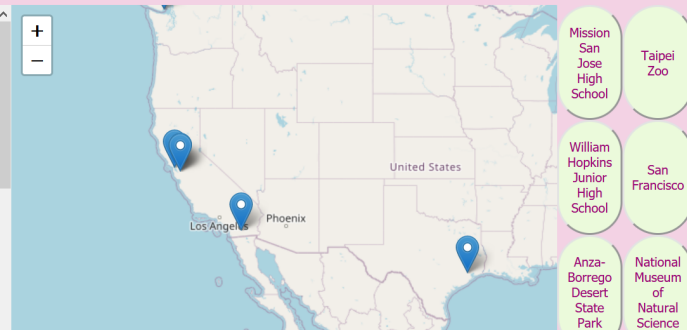 +
−
United States
Los Angeles
Phoenix
Mission
San
Jose
High
School
Taipei
Zoo
William
Hopkins
Junior
High
School
San
Francisco
Anza-
Borrego
Desert
State
Park
National
Museum
of
Natural
Science